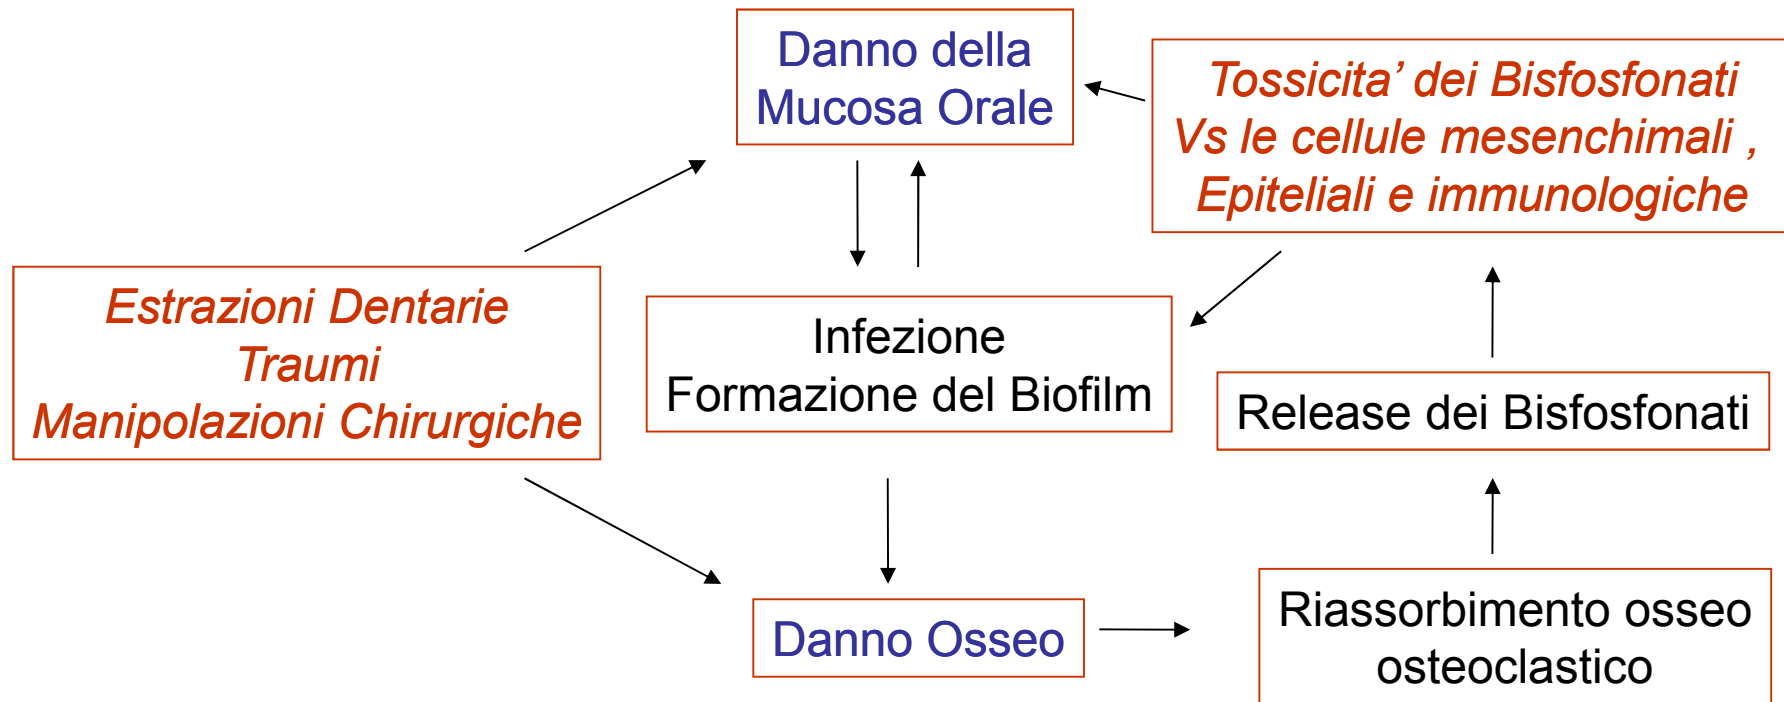 Danno della
Mucosa Orale
Tossicita’ dei Bisfosfonati
Vs le cellule mesenchimali ,
Epiteliali e immunologiche
Estrazioni Dentarie
Traumi
Manipolazioni Chirurgiche
Infezione
Formazione del Biofilm
Release dei Bisfosfonati
Danno Osseo
Riassorbimento osseo
osteoclastico